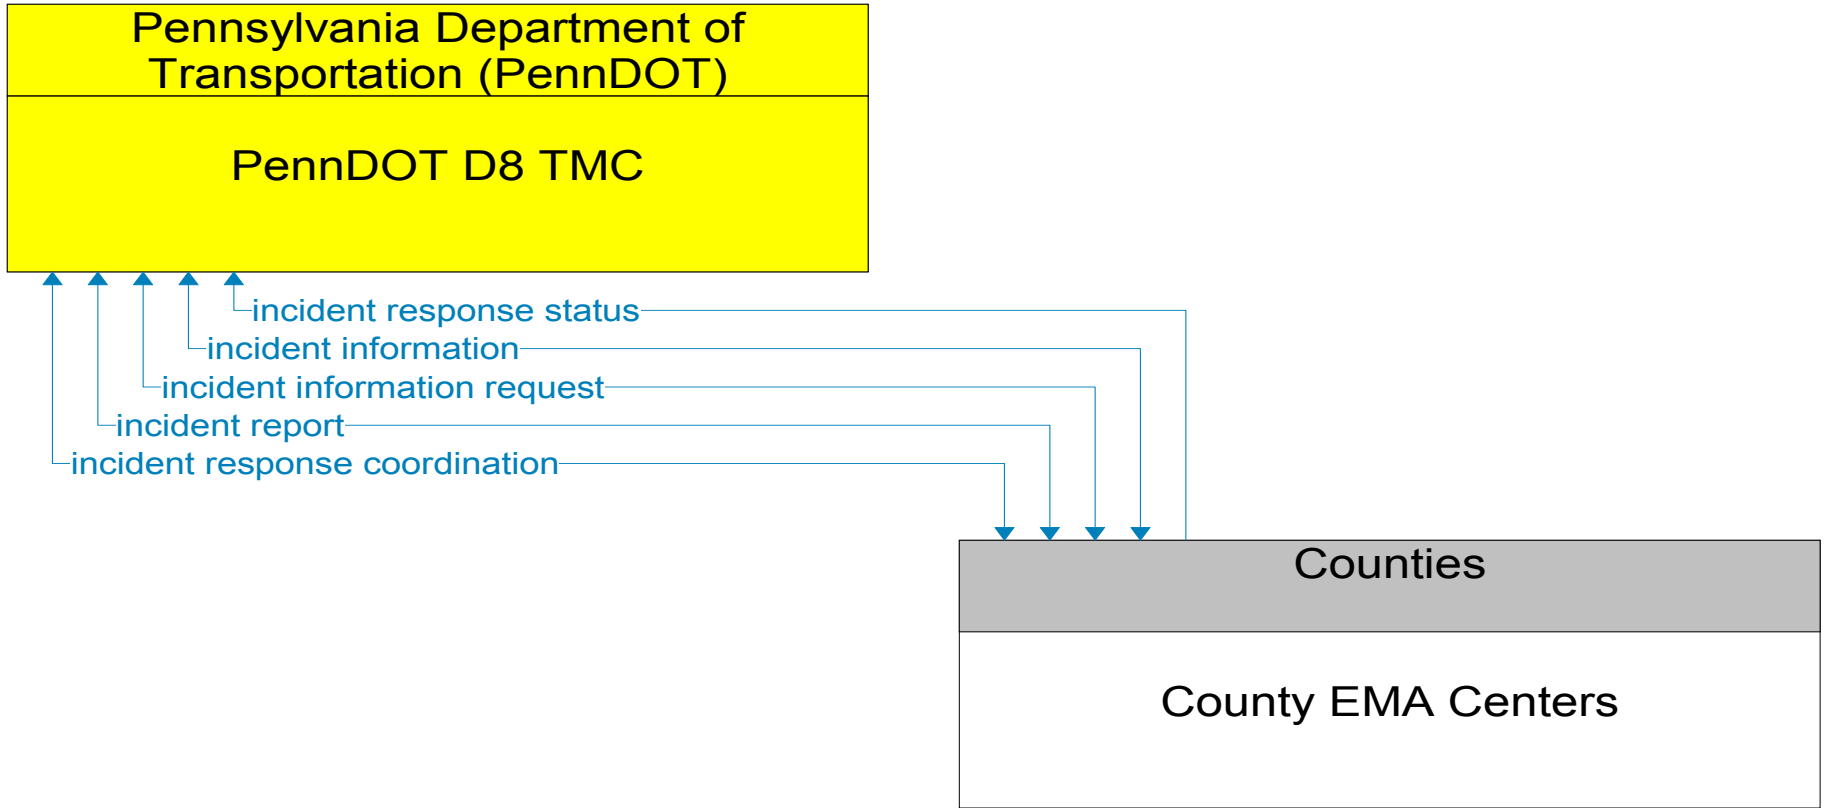 Pennsylvania Department of
Transportation (PennDOT)
PennDOT D8 TMC
incident response status
incident information
incident information request
incident report
incident response coordination
Counties
County EMA Centers